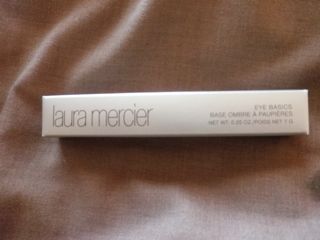 laura mercier
EYE BASICS
BASE OMBRE À PAUPIÈRES
NET WT. 0.25 OZ./POIDS NET 7 G